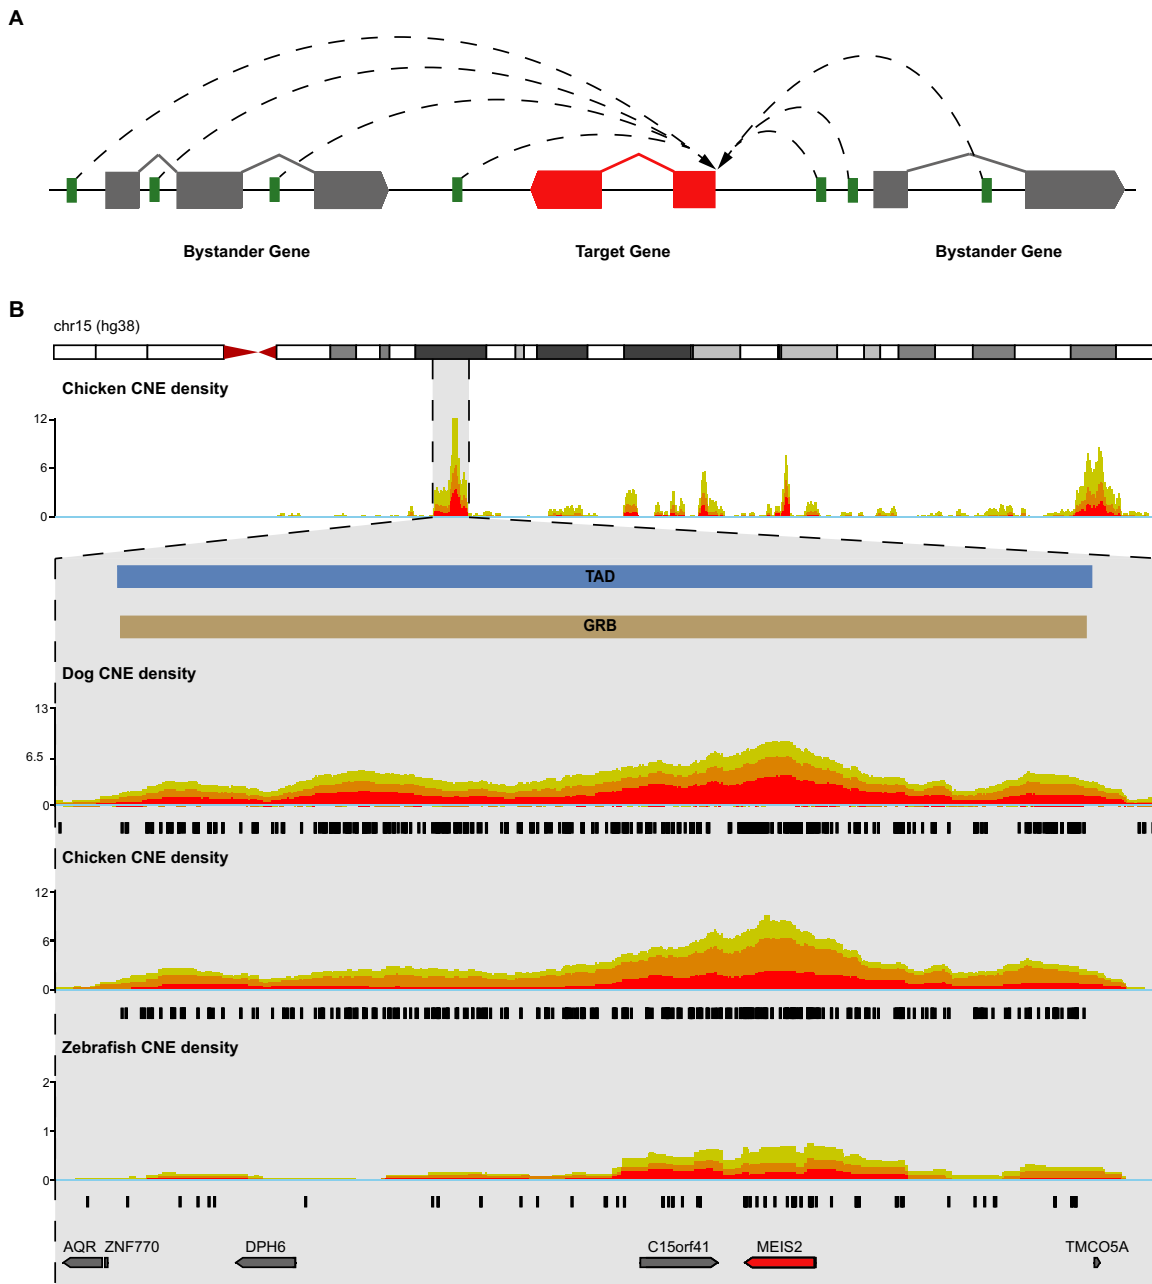 A
Bystander Gene
Target Gene
Bystander Gene
B
chr15 (hg38)
Chicken CNE density
12
6
0
TAD
GRB
Dog CNE density
13
6.5
0
Chicken CNE density
12
6
0
Zebrafish CNE density
2
1
0
AQR ZNF770 DPH6 C15orf41 MEIS2 TMCO5A